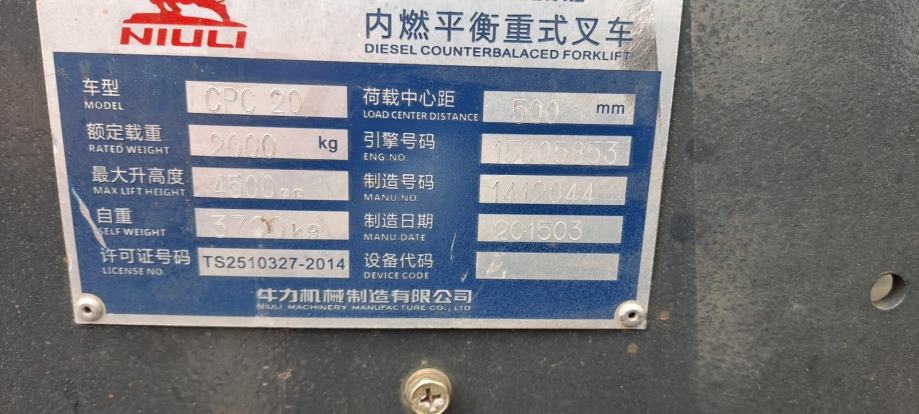 NIULI
内燃平衡重式叉车
DIESEL COUNTERBALACED FORKLIFT
车型 CPC 20 荷载中心距 500 mm
MODEL LOAD CENTER DISTANCE
额定载重 2000 kg 引擎号码 15005853
RATED WEIGHT ENG.NO.
最大升高度 4500mm 制造号码 1412044
MAX LIFT HEIGHT MANU.NO.
自重 3700kg 制造日期 201503
SELF WEIGHT MANU-DATE
许可证号码 TS2510327-2014 设备代码
LICENSE NO. DEVICE CODE
牛力机械制造有限公司
NIULI MACHINERY MANUFACTURE CO., LTD